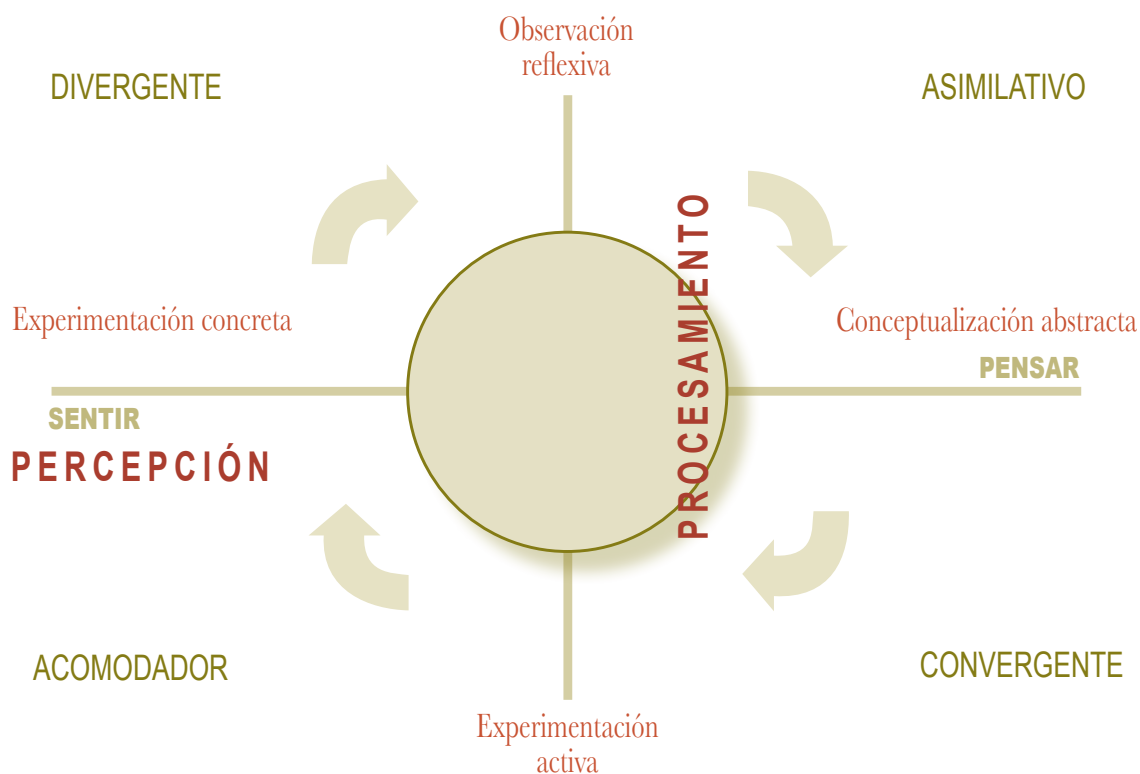 Observación
reflexiva
DIVERGENTE
ASIMILATIVO
PROCESAMIENTO
Experimentación concreta
Conceptualización abstracta
PENSAR
SENTIR
PERCEPCIÓN
ACOMODADOR
CONVERGENTE
Experimentación
activa